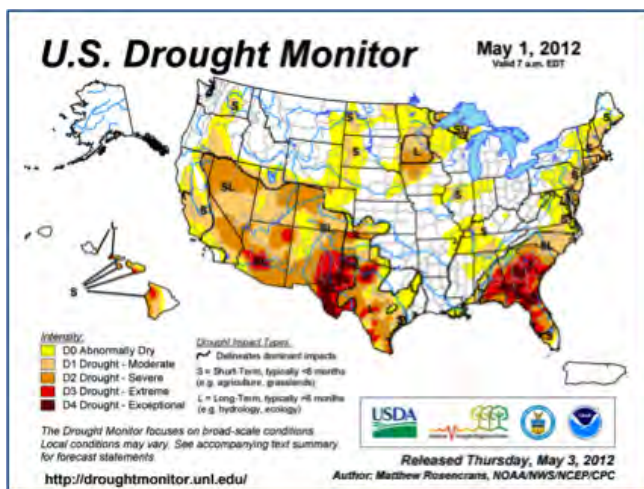 U.S. Drought Monitor
May 1, 2012
Valid 7 a.m. EDT
S
S
S
SL
L
S
SL
S
S
S
S
SL
SL
S
L
S
Intensity:
D0 Abnormally Dry
D1 Drought - Moderate
D2 Drought - Severe
D3 Drought - Extreme
D4 Drought - Exceptional
Drought Impact Types:
Delineates dominant impacts
S = Short-Term, typically <6 months
(e.g. agriculture, grasslands)
L = Long-Term, typically >6 months
(e.g. hydrology, ecology)
The Drought Monitor focuses on broad-scale conditions.
Local conditions may vary. See accompanying text summary
for forecast statements.
USDA
http://droughtmonitor.unl.edu/
Released Thursday, May 3, 2012
Author: Matthew Rosencrans, NOAA/NWS/NCEP/CPC